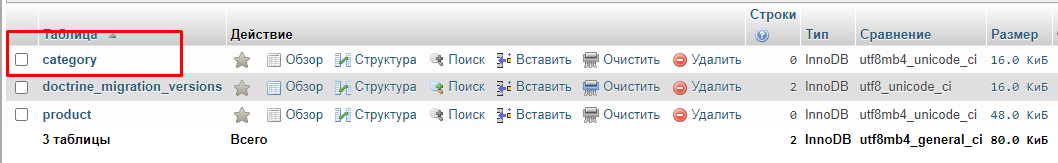 Таблица Действие Строки Тип Сравнение Размер
category Обзор Структура Поиск Вставить Очистить Удалить 0 InnoDB utf8mb4_unicode_ci 16.0 КиБ
doctrine_migration_versions Обзор Структура Поиск Вставить Очистить Удалить 2 InnoDB utf8_unicode_ci 16.0 КиБ
product Обзор Структура Поиск Вставить Очистить Удалить 0 InnoDB utf8mb4_unicode_ci 48.0 КиБ
3 таблицы Всего 2 InnoDB utf8mb4_general_ci 80.0 КиБ